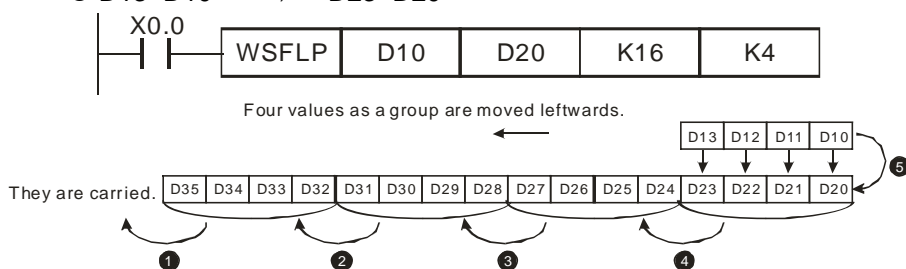 X0.0
WSFLP D10 D20 K16 K4
Four values as a group are moved leftwards.
D13 D12 D11 D10
They are carried. D35 D34 D33 D32 D31 D30 D29 D28 D27 D26 D25 D24 D23 D22 D21 D20
5
1 2 3 4